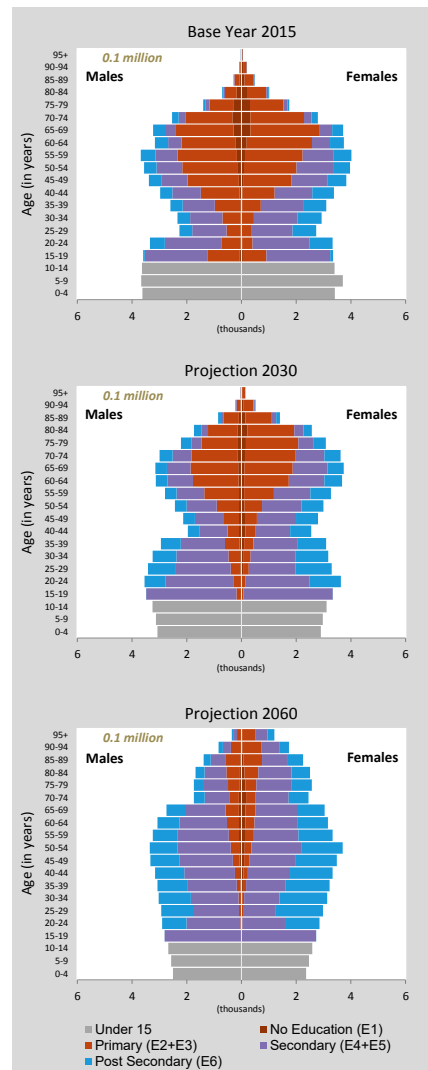 Base Year 2015
0.1 million
Males
Females
Age (in years)
95+
90-94
85-89
80-84
75-79
70-74
65-69
60-64
55-59
50-54
45-49
40-44
35-39
30-34
25-29
20-24
15-19
10-14
5-9
0-4
6 4 2 0 2 4 6
(thousands)
Projection 2030
0.1 million
Males
Females
Age (in years)
95+
90-94
85-89
80-84
75-79
70-74
65-69
60-64
55-59
50-54
45-49
40-44
35-39
30-34
25-29
20-24
15-19
10-14
5-9
0-4
6 4 2 0 2 4 6
(thousands)
Projection 2060
0.1 million
Males
Females
Age (in years)
95+
90-94
85-89
80-84
75-79
70-74
65-69
60-64
55-59
50-54
45-49
40-44
35-39
30-34
25-29
20-24
15-19
10-14
5-9
0-4
6 4 2 0 2 4 6
(thousands)
Under 15
No Education (E1)
Primary (E2+E3)
Secondary (E4+E5)
Post Secondary (E6)